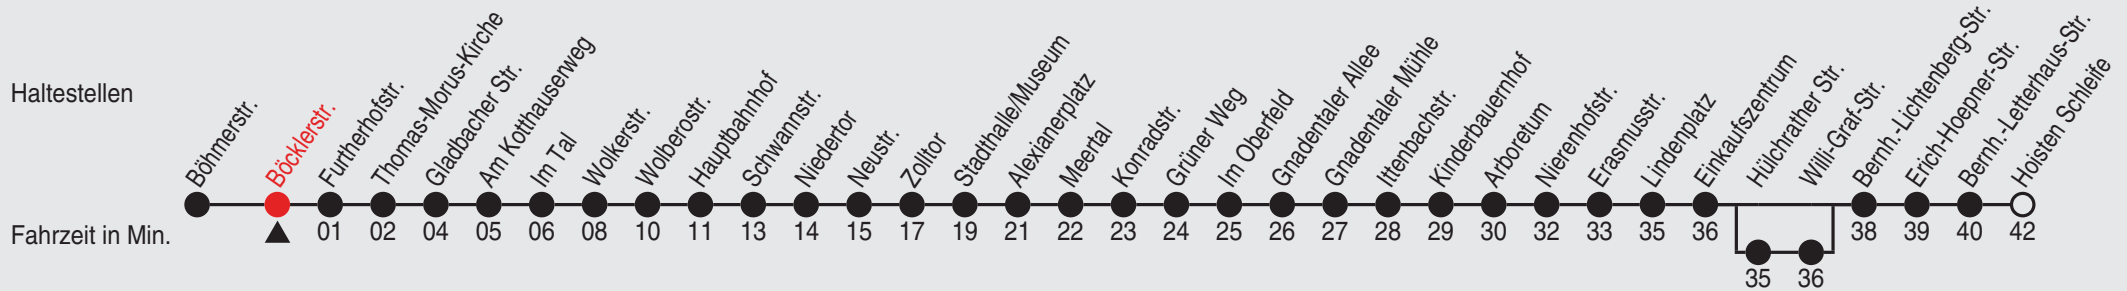 Haltestellen
Böhmerstr.
Böcklerstr.
Furtherhofstr.
Thomas-Morus-Kirche
Gladbacher Str.
Am Kotthauserweg
Im Tal
Wolkerstr.
Wolberostr.
Hauptbahnhof
Schwannstr.
Niedertor
Neustr.
Zolltor
Stadthalle/Museum
Alexianerplatz
Meertal
Konradstr.
Grüner Weg
Im Oberfeld
Gnadentaler Allee
Gnadentaler Mühle
Ittenbachstr.
Kinderbauernhof
Arboretum
Nierenhofstr.
Erasmusstr.
Lindenplatz
Einkaufszentrum
Hülchrather Str.
Willi-Graf-Str.
Bernh.-Lichtenberg-Str.
Erich-Hoepner-Str.
Bernh.-Letterhaus-Str.
Hoisten Schleife
Fahrzeit in Min. 01 02 04 05 06 08 10 11 13 14 15 17 19 21 22 23 24 25 26 27 28 29 30 32 33 35 36 38 39 40 42
35 36